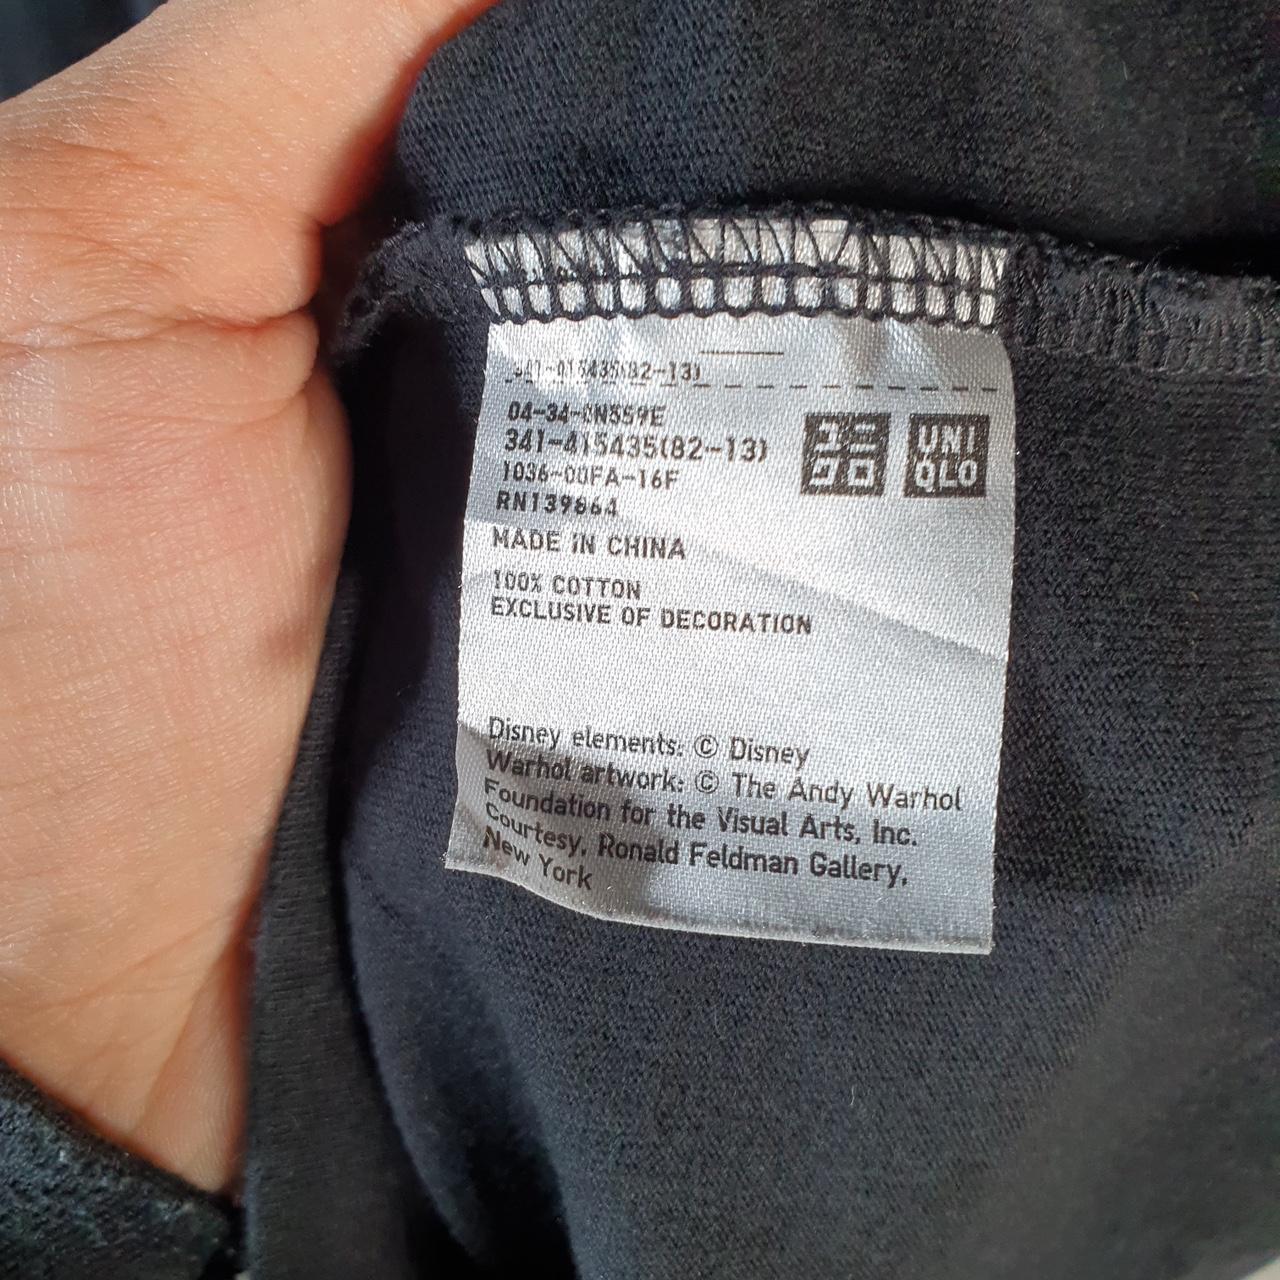 341-415435(82-13)
04-34-CN559E
341-415435(82-13)
ユニ
クロ
UNI
QLO
1036-00FA-16F
RN139864
MADE IN CHINA
100% COTTON
EXCLUSIVE OF DECORATION
Disney elements: © Disney
Warhol artwork: © The Andy Warhol
Foundation for the Visual Arts, Inc.
Courtesy, Ronald Feldman Gallery,
New York